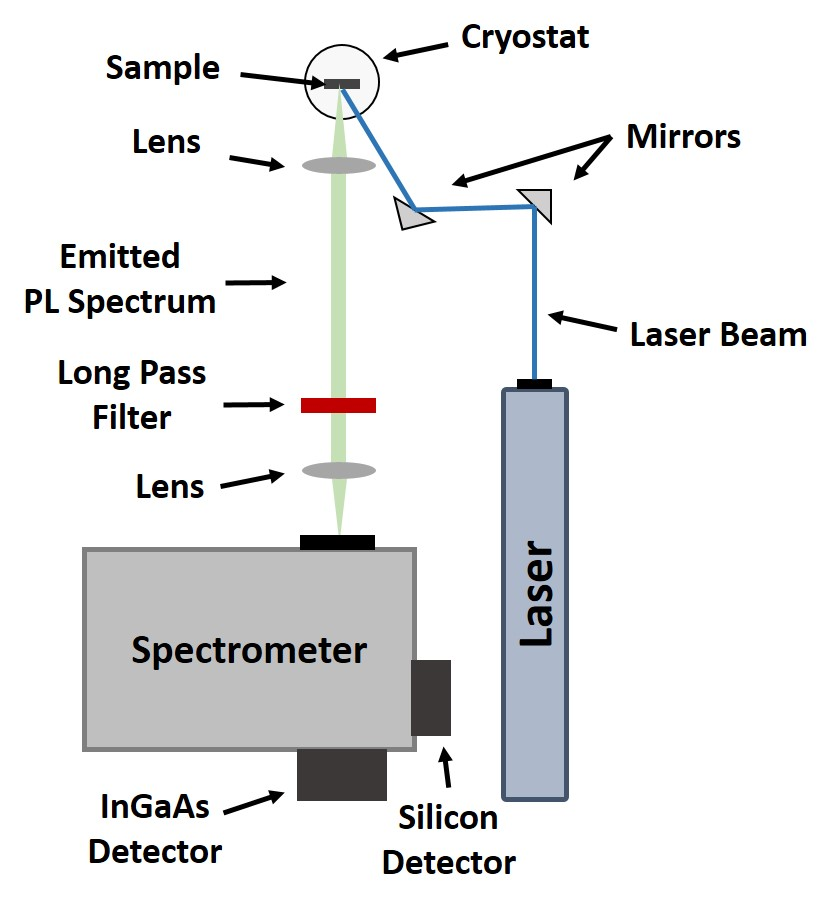 Cryostat
Sample
Lens
Mirrors
Emitted
PL Spectrum
Laser Beam
Long Pass
Filter
Lens
Laser
Spectrometer
InGaAs
Detector
Silicon
Detector